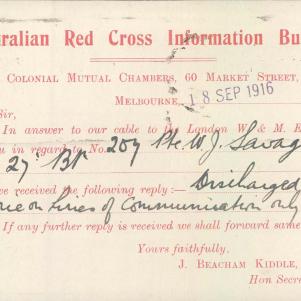 ralian Red Cross Information Bu
Colonial Mutual Chambers, 60 Market Street,
Melbourne,
18 SEP 1916
Sir,
In answer to our cable to the London W & M E
u in regard to No. 207 Pte W. J. Savag
27' Bn
ve received the following reply:— Discharged
on Lines of Communication only
If any further reply is received we shall forward same
Yours faithfully,
J. Beacham Kiddle,
Hon Secre